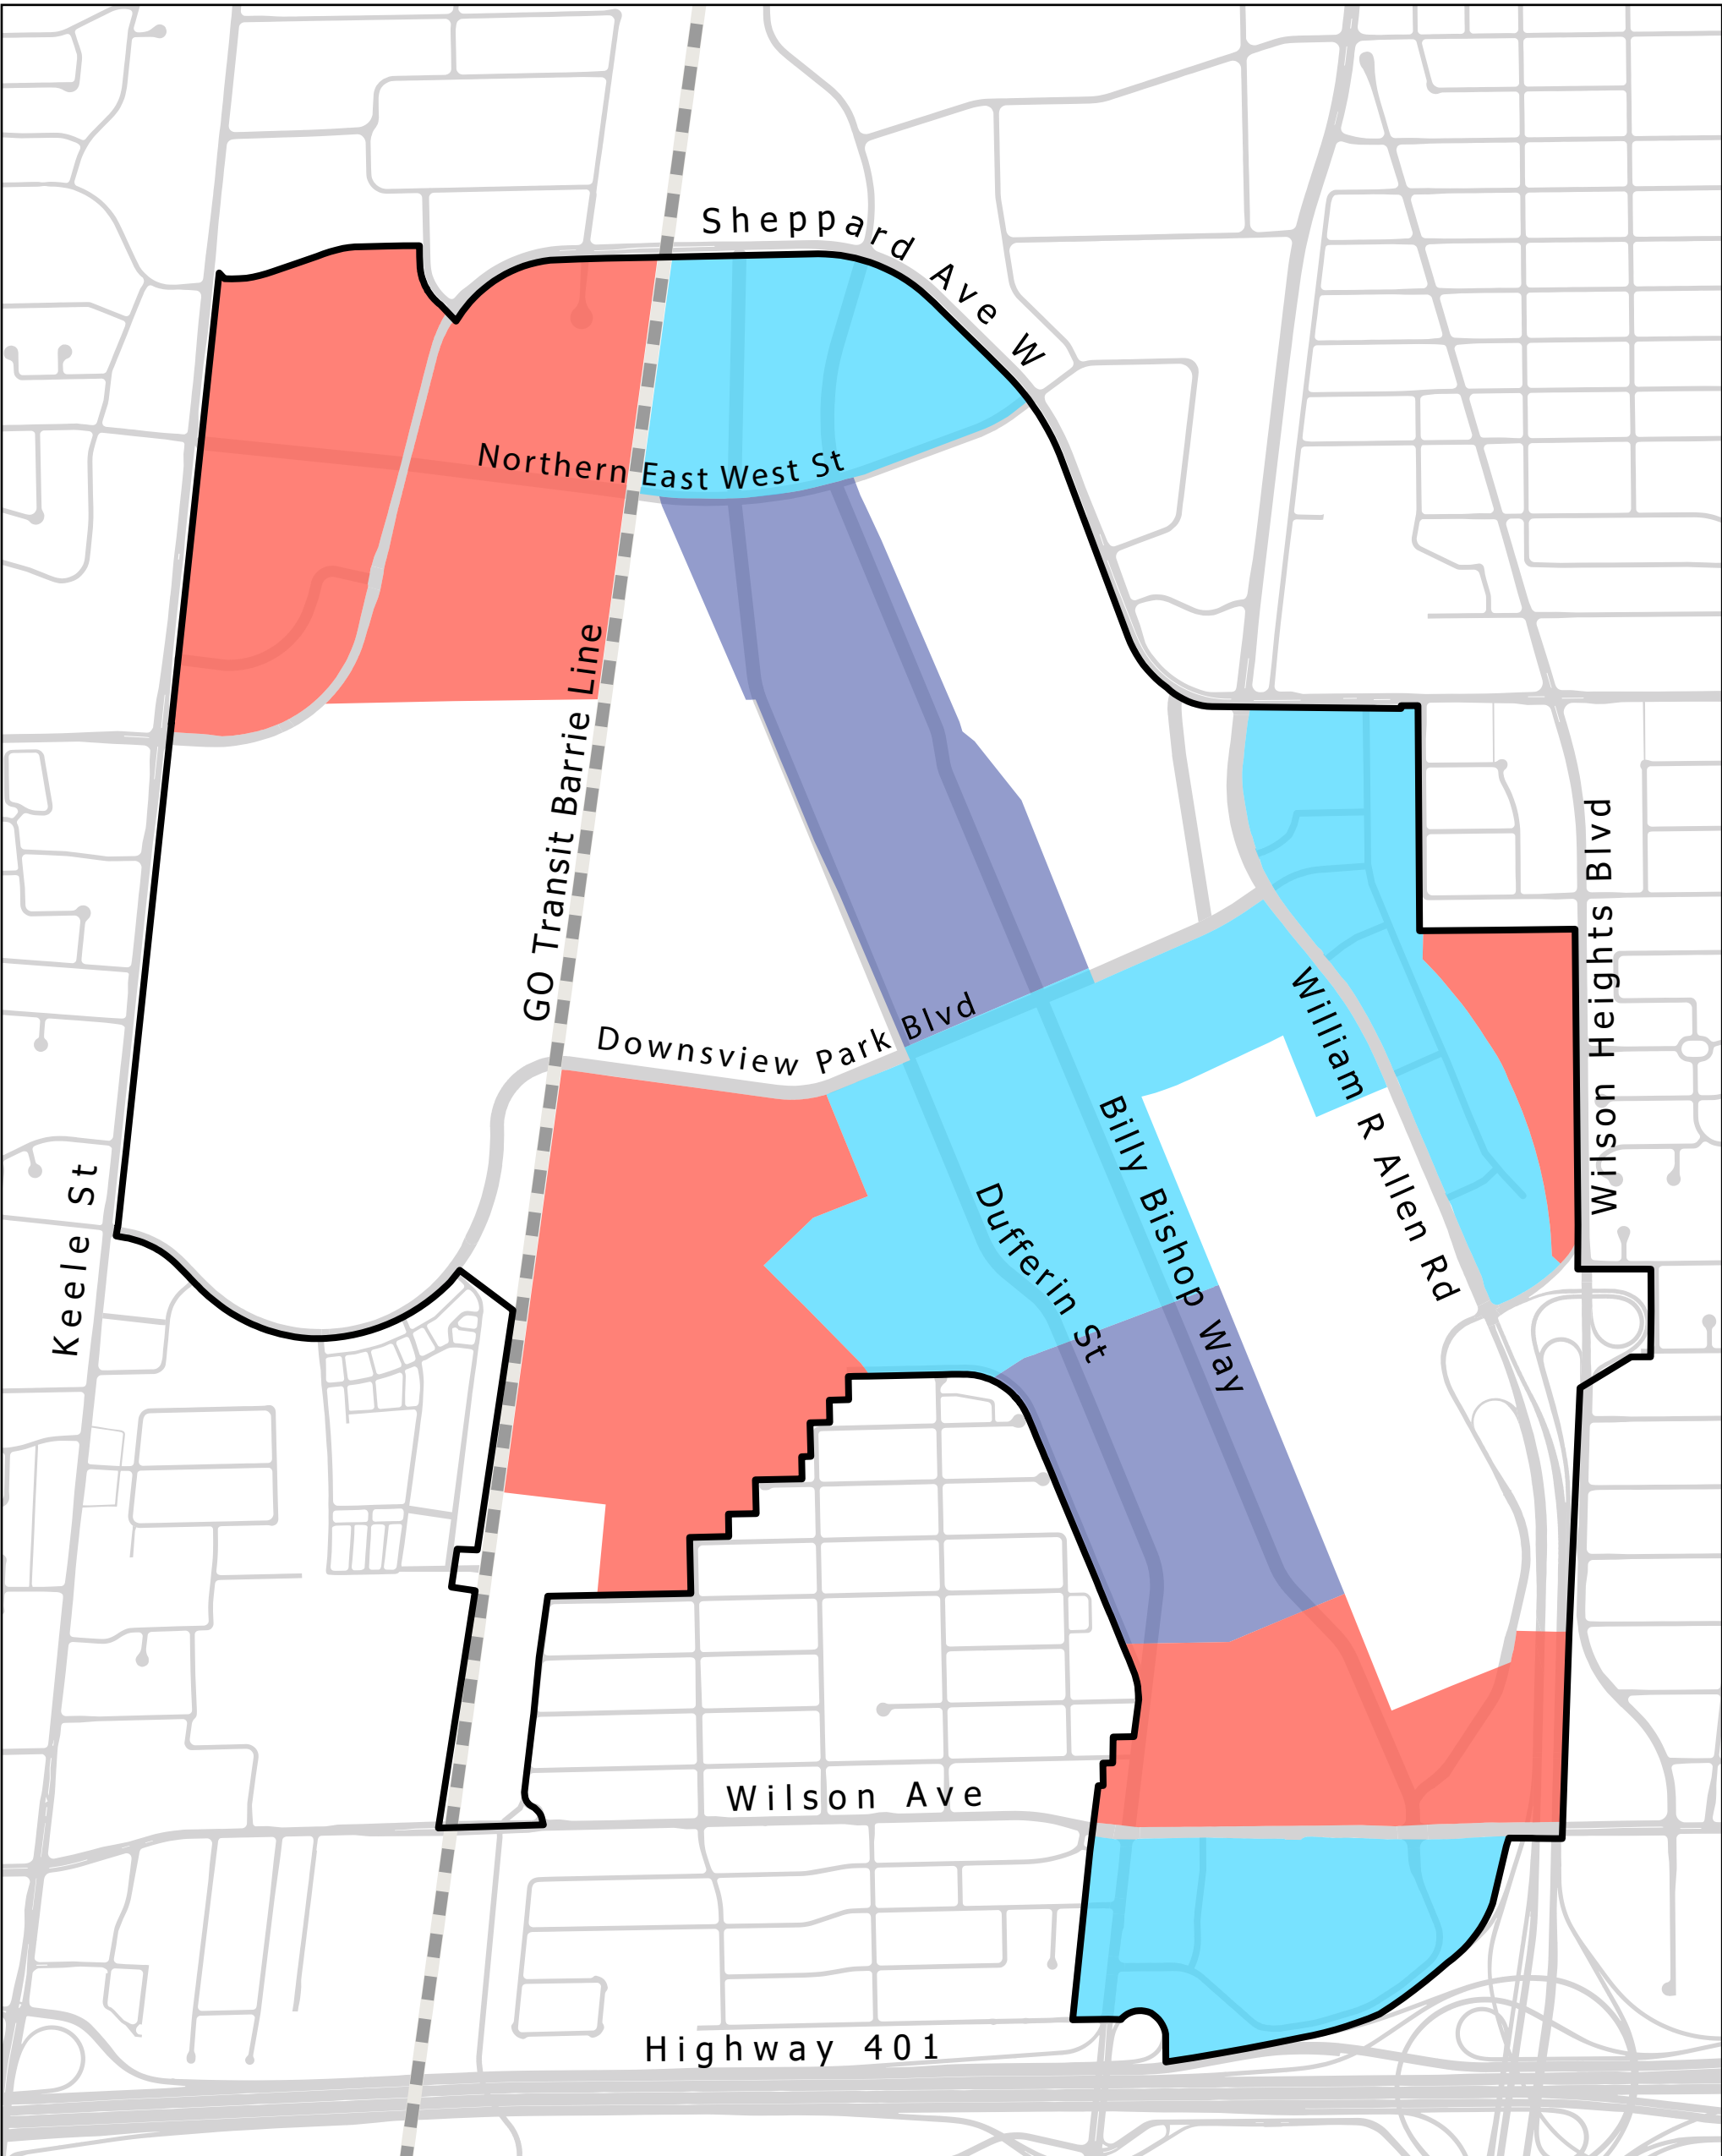 Sheppard Ave W
Northern East West St
GO Transit Barrie Line
Wilson Heights Blvd
Downsview Park Blvd
William R Allen Rd
Billy Bishop Way
Dufferin St
Keele St
Wilson Ave
Highway 401